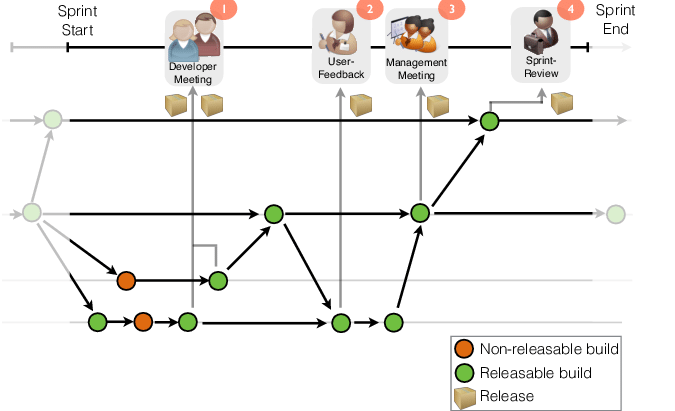 Sprint
Start
1
2
3
4
Sprint
End
Developer
Meeting
User-
Feedback
Management
Meeting
Sprint-
Review
Non-releasable build
Releasable build
Release